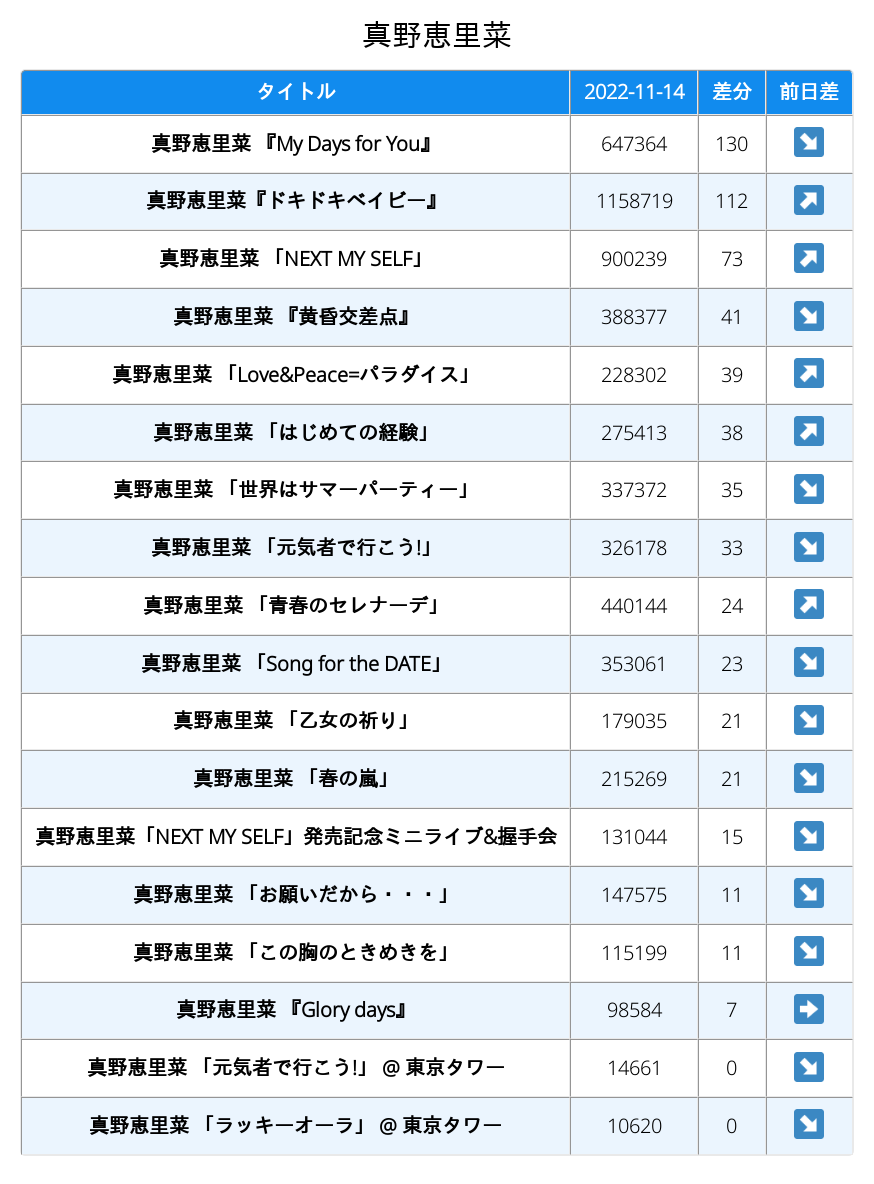 真野恵里菜
タイトル 2022-11-14 差分 前日差
真野恵里菜 『My Days for You』 647364 130 ↘
真野恵里菜『ドキドキベイビー』 1158719 112 ↗
真野恵里菜 「NEXT MY SELF」 900239 73 ↗
真野恵里菜 『黄昏交差点』 388377 41 ↘
真野恵里菜 「Love&Peace=パラダイス」 228302 39 ↗
真野恵里菜 「はじめての経験」 275413 38 ↗
真野恵里菜 「世界はサマーパーティー」 337372 35 ↘
真野恵里菜 「元気者で行こう!」 326178 33 ↘
真野恵里菜 「青春のセレナーデ」 440144 24 ↗
真野恵里菜 「Song for the DATE」 353061 23 ↘
真野恵里菜 「乙女の祈り」 179035 21 ↘
真野恵里菜 「春の嵐」 215269 21 ↘
真野恵里菜「NEXT MY SELF」発売記念ミニライブ&握手会 131044 15 ↘
真野恵里菜 「お願いだから・・・」 147575 11 ↘
真野恵里菜 「この胸のときめきを」 115199 11 ↘
真野恵里菜 『Glory days』 98584 7 ➡
真野恵里菜 「元気者で行こう!」 @ 東京タワー 14661 0 ↘
真野恵里菜 「ラッキーオーラ」 @ 東京タワー 10620 0 ↘